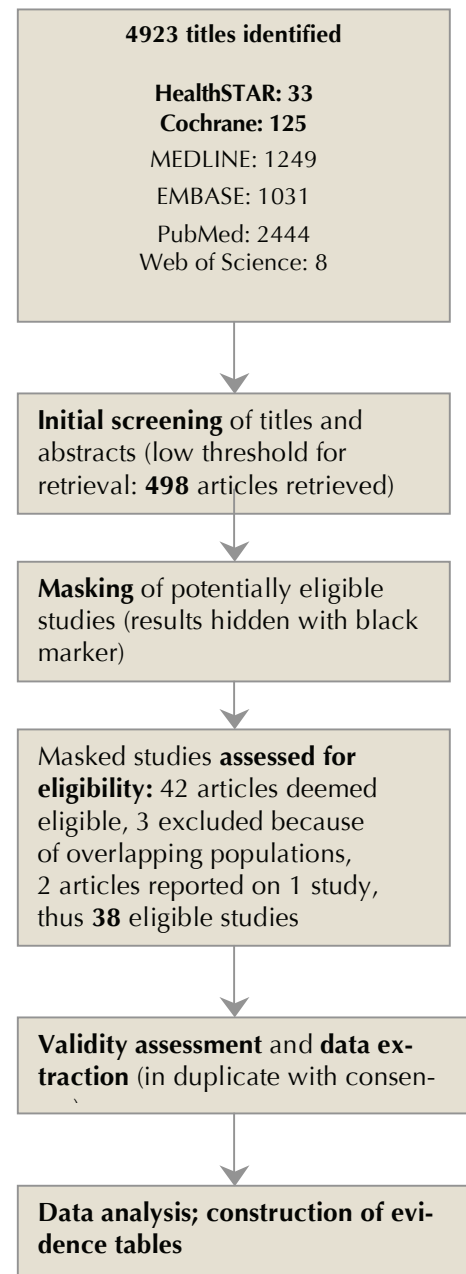 4923 titles identified
HealthSTAR: 33
Cochrane: 125
MEDLINE: 1249
EMBASE: 1031
PubMed: 2444
Web of Science: 8
Initial screening of titles and
abstracts (low threshold for
retrieval: 498 articles retrieved)
Masking of potentially eligible
studies (results hidden with black
marker)
Masked studies assessed for
eligibility: 42 articles deemed
eligible, 3 excluded because
of overlapping populations,
2 articles reported on 1 study,
thus 38 eligible studies
Validity assessment and data ex-
traction (in duplicate with consen-
Data analysis; construction of evi-
dence tables